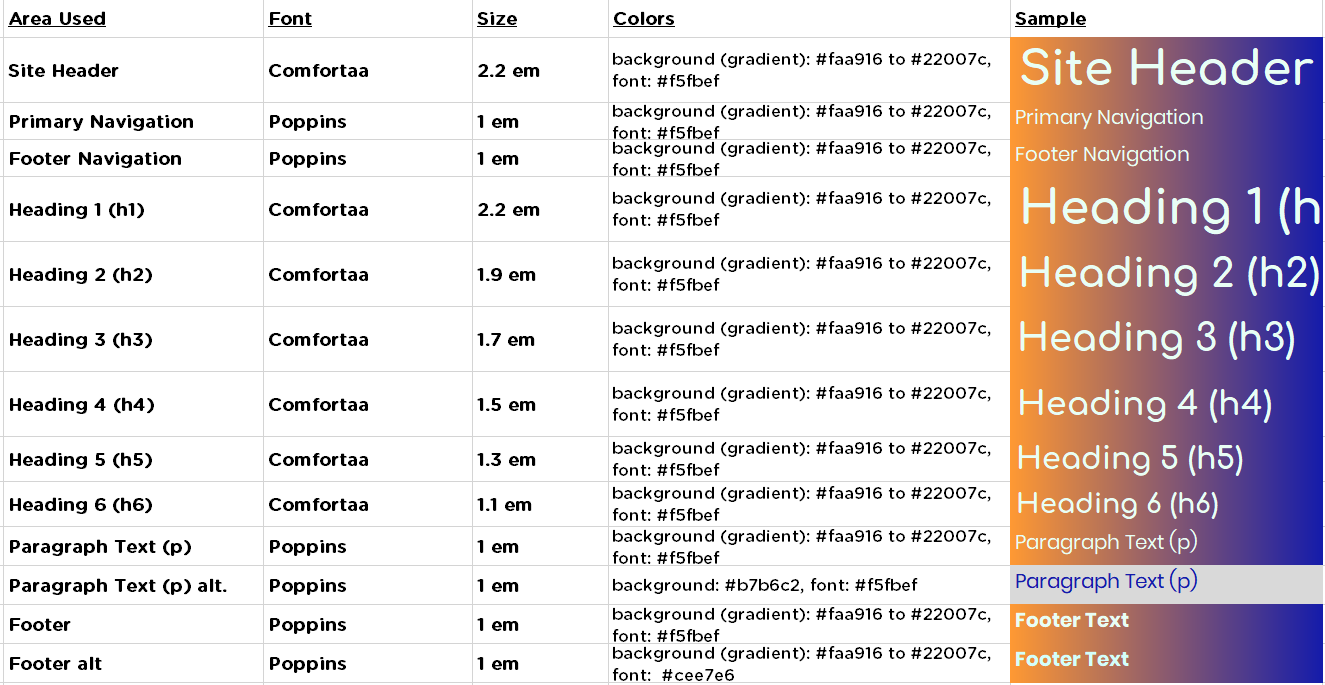 Area Used Font Size Colors Sample
Site Header Comfortaa 2.2 em background (gradient): #faa916 to #22007c, font: #f5fbef Site Header
Primary Navigation Poppins 1 em background (gradient): #faa916 to #22007c, font: #f5fbef Primary Navigation
Footer Navigation Poppins 1 em background (gradient): #faa916 to #22007c, font: #f5fbef Footer Navigation
Heading 1 (h1) Comfortaa 2.2 em background (gradient): #faa916 to #22007c, font: #f5fbef Heading 1 (h
Heading 2 (h2) Comfortaa 1.9 em background (gradient): #faa916 to #22007c, font: #f5fbef Heading 2 (h2)
Heading 3 (h3) Comfortaa 1.7 em background (gradient): #faa916 to #22007c, font: #f5fbef Heading 3 (h3)
Heading 4 (h4) Comfortaa 1.5 em background (gradient): #faa916 to #22007c, font: #f5fbef Heading 4 (h4)
Heading 5 (h5) Comfortaa 1.3 em background (gradient): #faa916 to #22007c, font: #f5fbef Heading 5 (h5)
Heading 6 (h6) Comfortaa 1.1 em background (gradient): #faa916 to #22007c, font: #f5fbef Heading 6 (h6)
Paragraph Text (p) Poppins 1 em background (gradient): #faa916 to #22007c, font: #f5fbef Paragraph Text (p)
Paragraph Text (p) alt. Poppins 1 em background: #b7b6c2, font: #f5fbef Paragraph Text (p)
Footer Poppins 1 em background (gradient): #faa916 to #22007c, font: #f5fbef Footer Text
Footer alt Poppins 1 em background (gradient): #faa916 to #22007c, font: #cee7e6 Footer Text